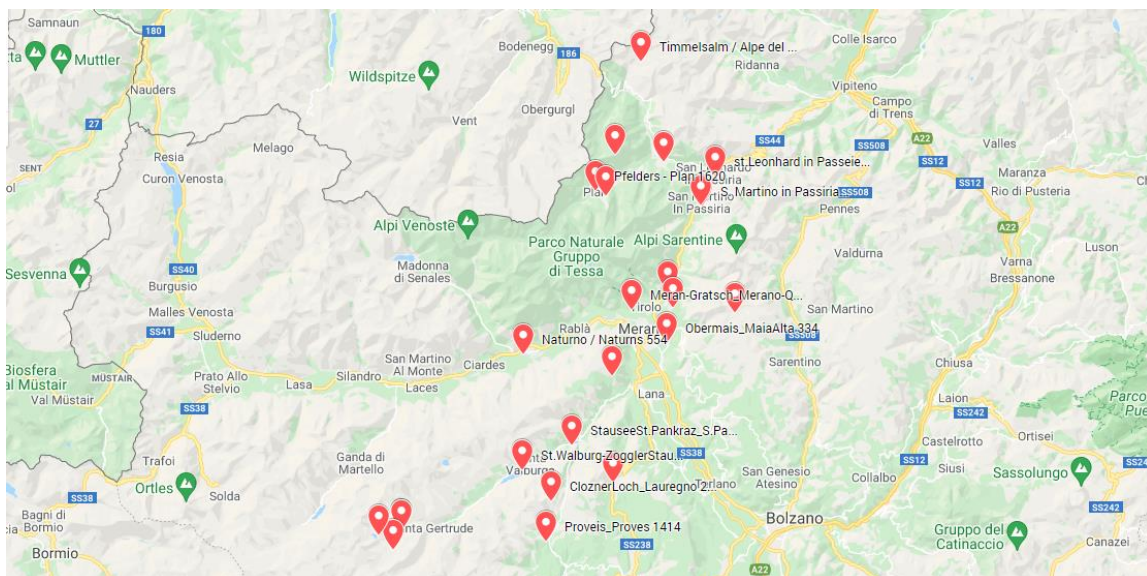 Samnaun
180
Bodenegg
186
Timmelsalm / Alpe del ...
Colle Isarco
Muttler
Wildspitze
Ridanna
Nauders
Vipiteno
Obergurgl
Campo
di Trens
A22
27
Vent
SS44
SS508
Valles
Resia
Melago
SENT
SS12
Maranza
Curon Venosta
st.Leonhard in Passeie...
Rio di Pusteria
Pfelders - Plan 1620
S. Martino in Passiria
SS508
San Martino
In Passiria
Pennes
A22
Alpi Venoste
Parco Naturale
Gruppo
di Tessa
Alpi Sarentine
Luson
Valdurna
Varna
Bressanone
Sesvenna
SS40
Madonna
di Senales
Burgusio
Meran-Gratsch_Merano-Q...
San Martino
Malles Venosta
SS41
Sluderno
Rablà
Obermais_MaiaAlta 334
SS508
Naturno / Naturns 554
Ciardes
San Martino
Al Monte
Laces
Sarentino
Chiusa
Biosfera
Val Müstair
MÜSTAIR
Val Müstair
Prato Allo
Stelvio
Lasa
Silandro
Lana
Laion
SS242
SS38
StauseeSt.Pankraz_S.Pa...
Castelrotto
Ortisei
Trafoi
Ganda di
Martello
St.Walburg-ZogglerStau...
SS38
SS12
SS242
San Genesio
Atesino
Collalbo
Siusi
Sassolungo
Ortles
Solda
CloznerLoch_Lauregno 2...
Terlano
SS38
Bagni di
Bormio
Proveis_Proves 1414
Bolzano
SS242
Gruppo del
Catinaccio
Canazei
Bormio
SS238
A22